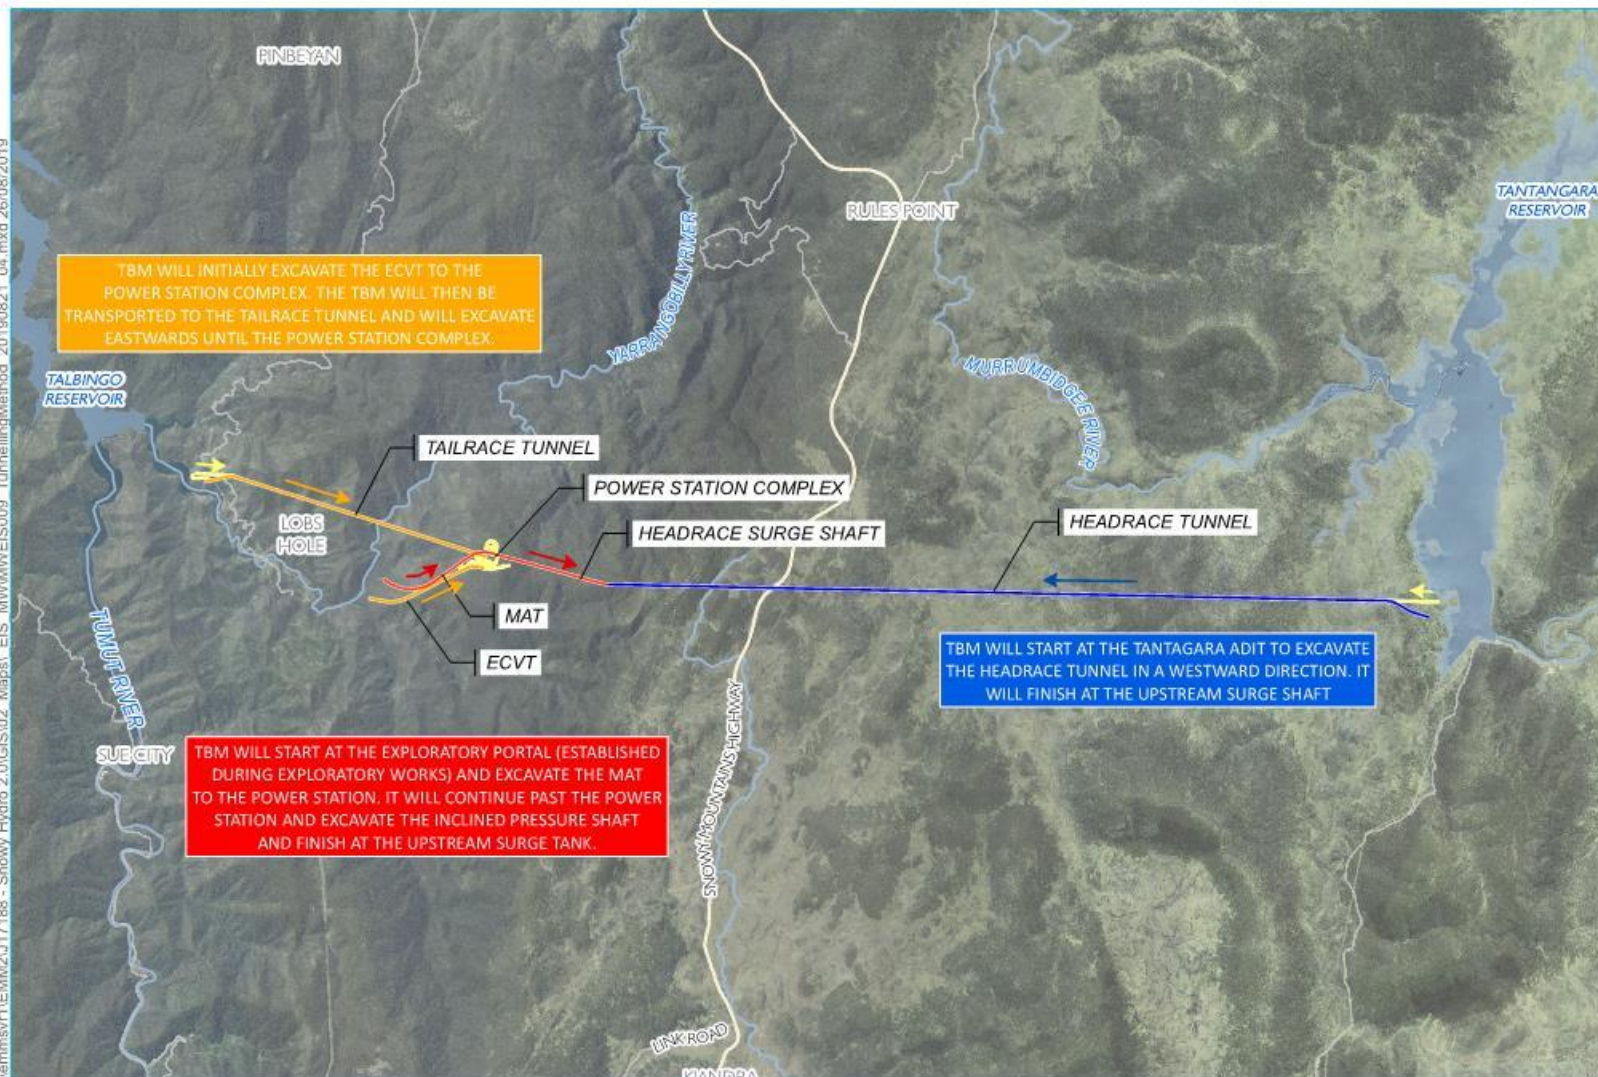 PINBEYAN
RULES POINT
TANTANGARA
RESERVOIR
TBM WILL INITIALLY EXCAVATE THE ECVT TO THE
POWER STATION COMPLEX. THE TBM WILL THEN BE
TRANSPORTED TO THE TAILRACE TUNNEL AND WILL EXCAVATE
EASTWARDS UNTIL THE POWER STATION COMPLEX.
YARRANGOBILLY RIVER
MURRUMBIDGEE RIVER
TALBINGO
RESERVOIR
TAILRACE TUNNEL
POWER STATION COMPLEX
LOBS
HOLE
HEADRACE SURGE SHAFT
HEADRACE TUNNEL
MAT
ECVT
TUMUT RIVER
TBM WILL START AT THE TANTAGARA ADIT TO EXCAVATE
THE HEADRACE TUNNEL IN A WESTWARD DIRECTION. IT
WILL FINISH AT THE UPSTREAM SURGE SHAFT
SUE CITY
TBM WILL START AT THE EXPLORATORY PORTAL (ESTABLISHED
DURING EXPLORATORY WORKS) AND EXCAVATE THE MAT
TO THE POWER STATION. IT WILL CONTINUE PAST THE POWER
STATION AND EXCAVATE THE INCLINED PRESSURE SHAFT
AND FINISH AT THE UPSTREAM SURGE TANK.
SNOWY MOUNTAINS HIGHWAY
LINK ROAD
KIANDRA